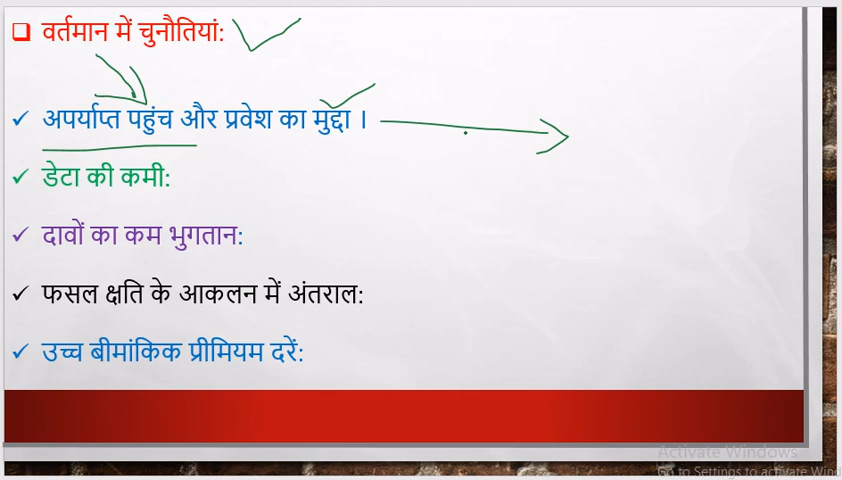 वर्तमान में चुनौतियां:
अपर्याप्त पहुंच और प्रवेश का मुद्दा ।
डेटा की कमी:
दावों का कम भुगतान:
फसल क्षति के आकलन में अंतराल:
उच्च बीमांकिक प्रीमियम दरें:
Activate Windows
Go to Settings to activate Wind